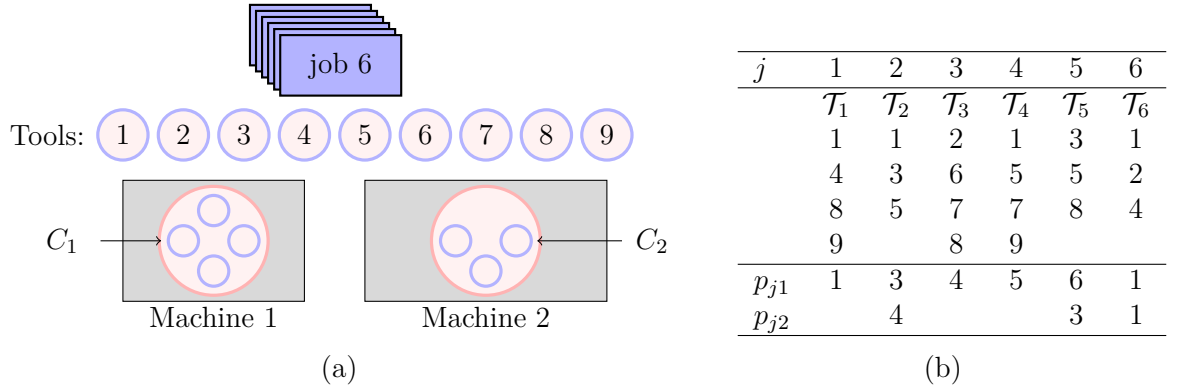 job 6
Tools: 1 2 3 4 5 6 7 8 9
C₁
C₂
Machine 1
Machine 2
(a)
j 1 2 3 4 5 6
𝒯₁ 𝒯₂ 𝒯₃ 𝒯₄ 𝒯₅ 𝒯₆
1 1 2 1 3 1
4 3 6 5 5 2
8 5 7 7 8 4
9 8 9
pⱼ₁ 1 3 4 5 6 1
pⱼ₂ 4 3 1
(b)